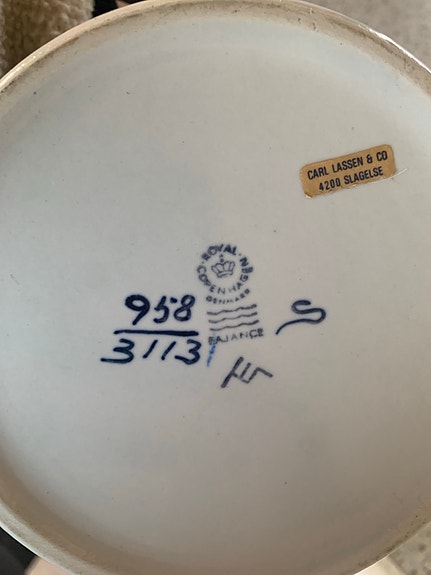 CARL LASSEN & CO
4200 SLAGELSE
ROYAL
COPENHAGEN
DENMARK
958
3113
FAJANCE
S